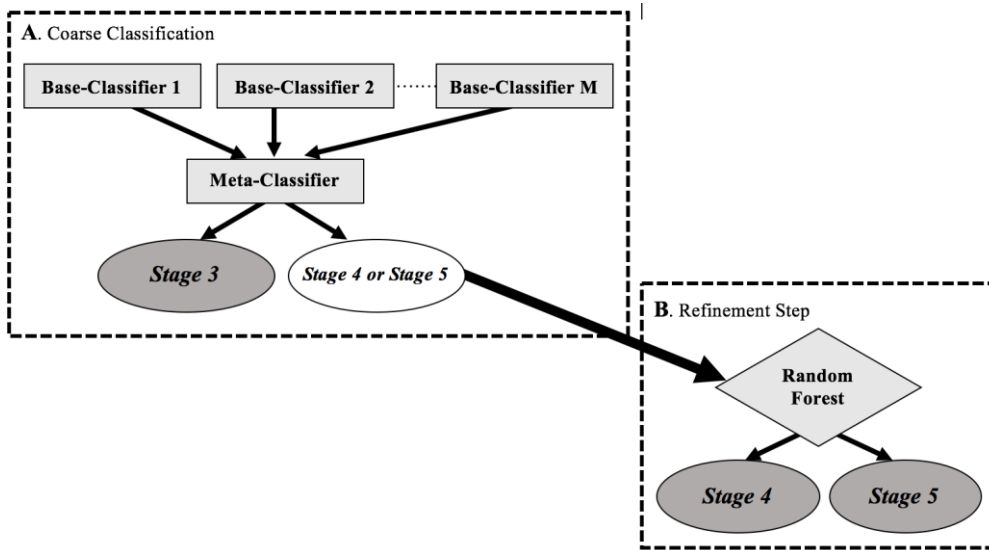 A. Coarse Classification
Base-Classifier 1
Base-Classifier 2
Base-Classifier M
Meta-Classifier
Stage 3
Stage 4 or Stage 5
B. Refinement Step
Random
Forest
Stage 4
Stage 5